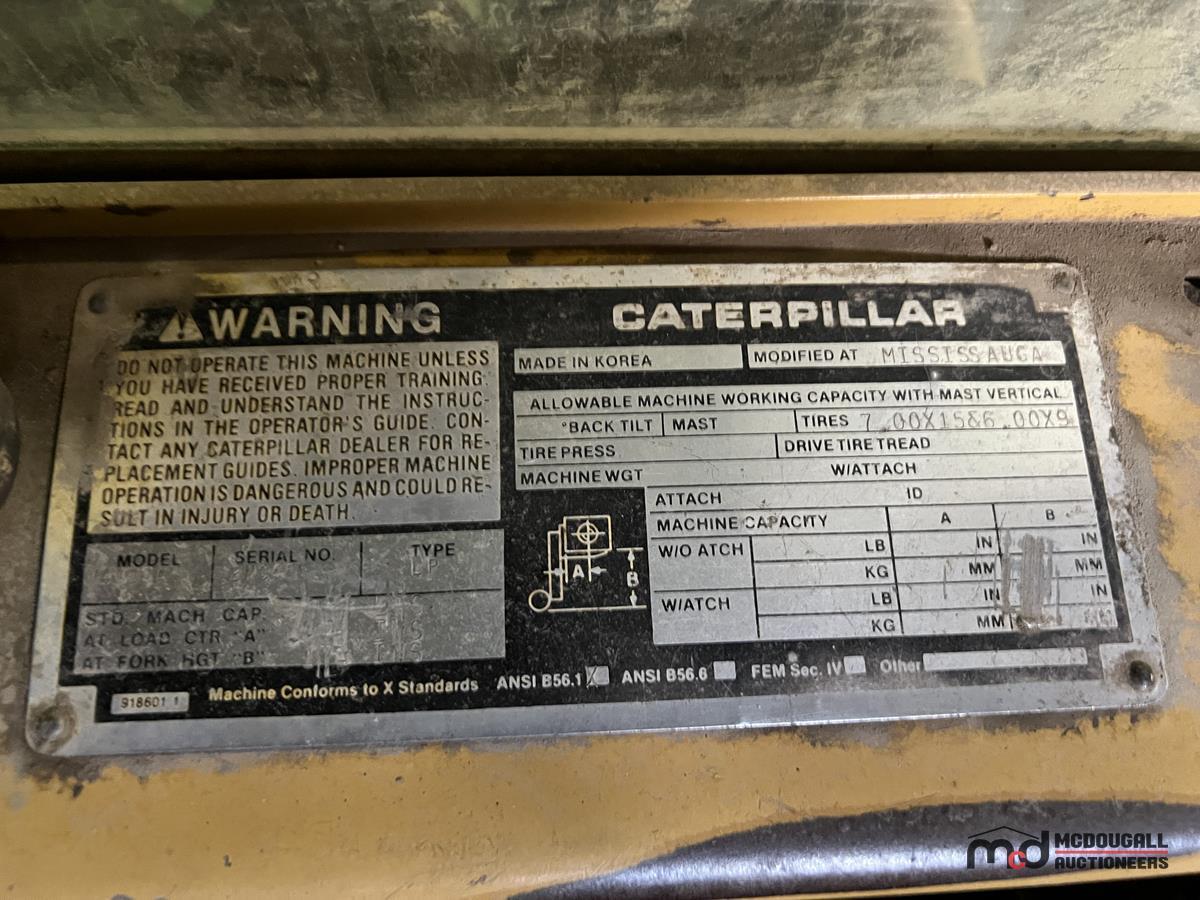 WARNING
DO NOT OPERATE THIS MACHINE UNLESS
YOU HAVE RECEIVED PROPER TRAINING.
READ AND UNDERSTAND THE INSTRUC-
TIONS IN THE OPERATOR'S GUIDE. CON-
TACT ANY CATERPILLAR DEALER FOR RE-
PLACEMENT GUIDES. IMPROPER MACHINE
OPERATION IS DANGEROUS AND COULD RE-
SULT IN INJURY OR DEATH.
MODEL SERIAL NO. TYPE
LP
STD. MACH CAP.
AT LOAD CTR "A"
AT FORK HGT "B"
CATERPILLAR
MADE IN KOREA MODIFIED AT MISSISSAUGA
ALLOWABLE MACHINE WORKING CAPACITY WITH MAST VERTICAL
°BACK TILT MAST TIRES 7.00X15&6.00X9
TIRE PRESS DRIVE TIRE TREAD
MACHINE WGT W/ATTACH
ATTACH ID
MACHINE CAPACITY A B
W/O ATCH LB IN IN
KG MM MM
W/ATCH LB IN IN
KG MM
A B
918601 1 Machine Conforms to X Standards ANSI B56.1 X ANSI B56.6 FEM Sec. IV Other
mcd MCDOUGALL
AUCTIONEERS